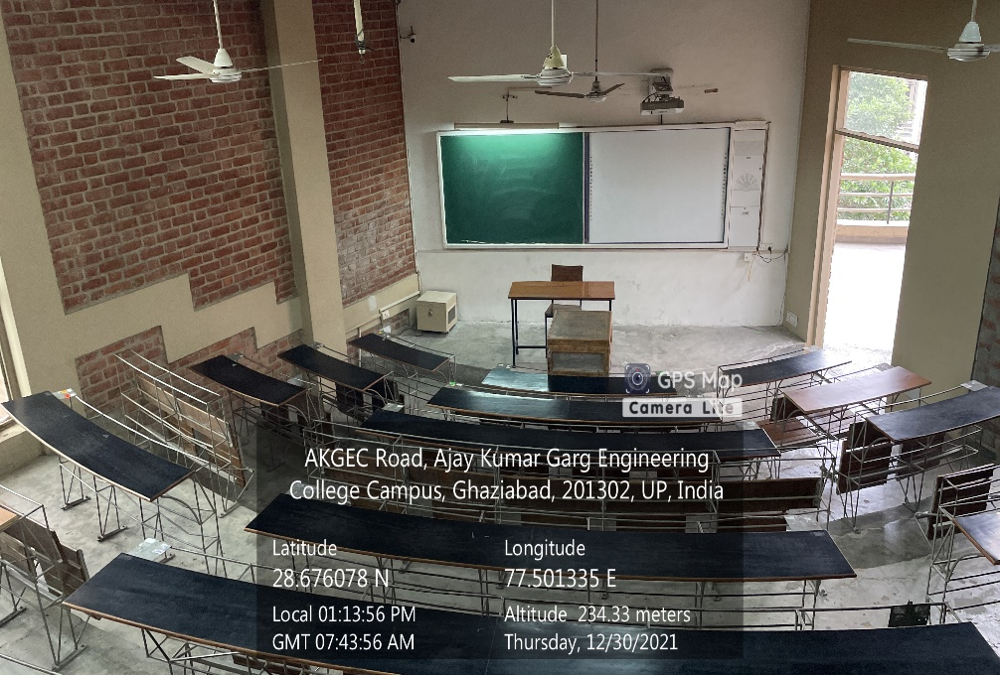 GPS Map
Camera Lite
AKGEC Road, Ajay Kumar Garg Engineering
College Campus, Ghaziabad, 201302, UP, India
Latitude
28.676078 N
Longitude
77.501335 E
Local 01:13:56 PM
GMT 07:43:56 AM
Altitude 234.33 meters
Thursday, 12/30/2021